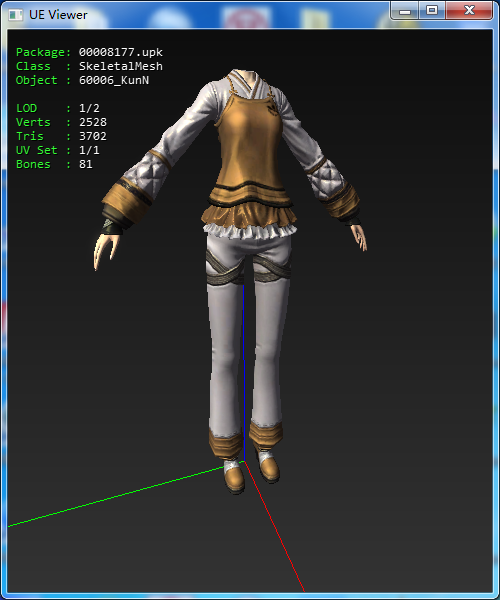 UE Viewer
Package: 00008177.upk
Class : SkeletalMesh
Object : 60006_KunN
LOD : 1/2
Verts : 2528
Tris : 3702
UV Set : 1/1
Bones : 81